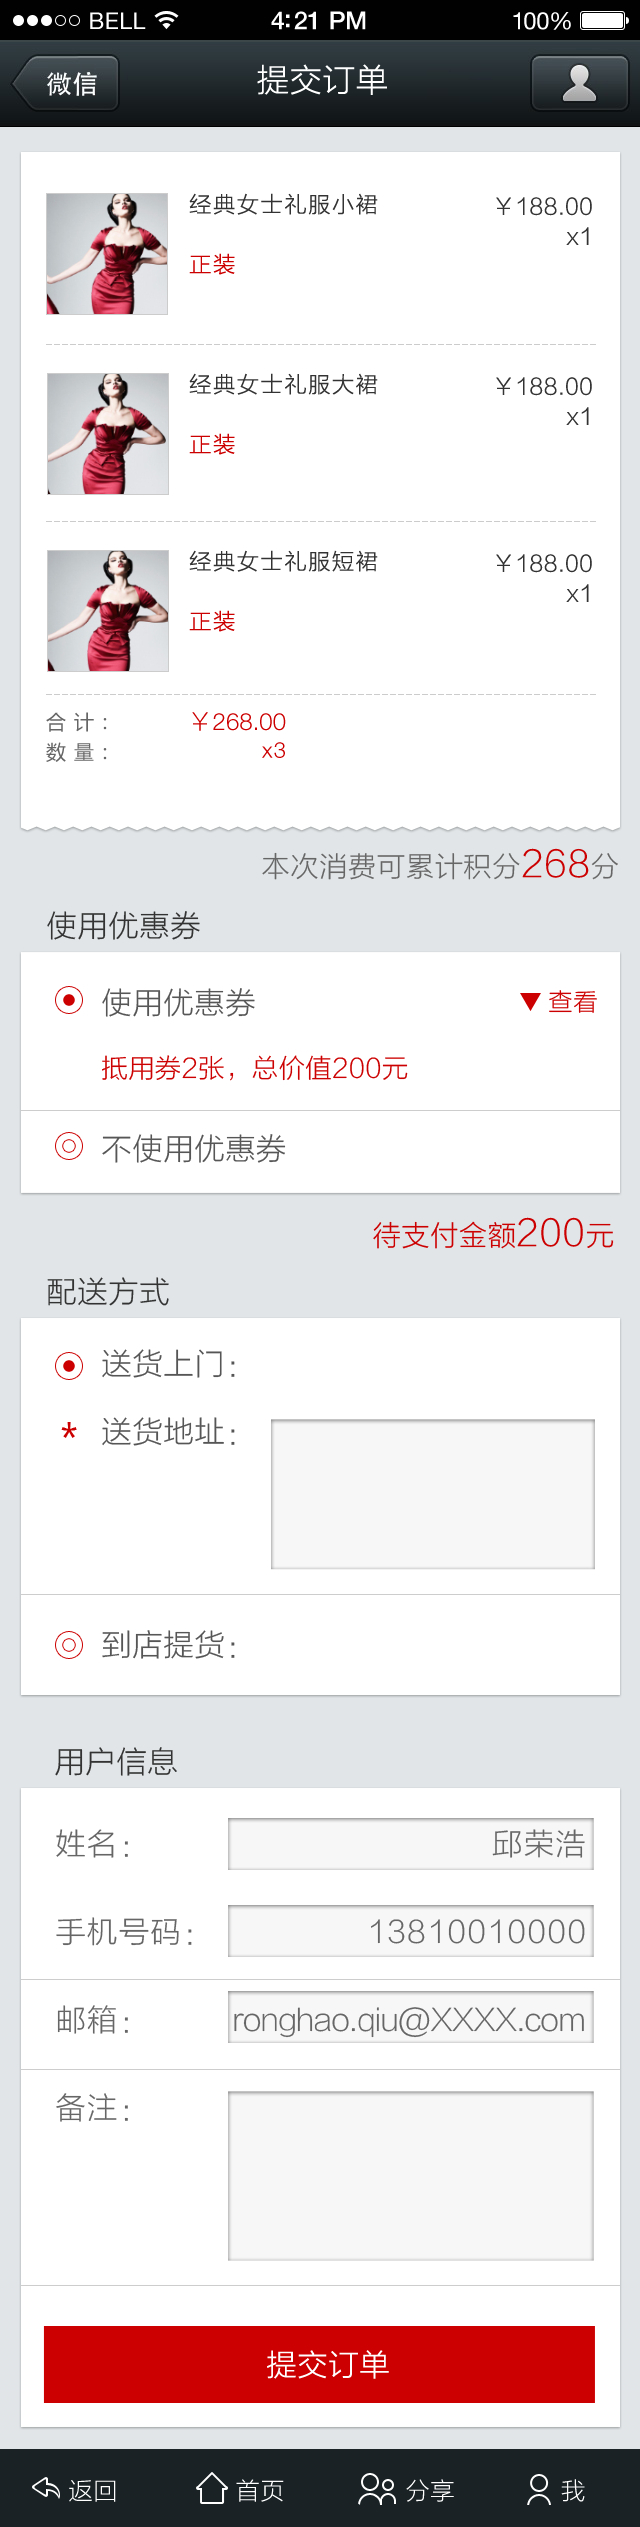 BELL 4:21 PM 100%
微信 提交订单
经典女士礼服小裙 ￥188.00
x1
正装
经典女士礼服大裙 ￥188.00
x1
正装
经典女士礼服短裙 ￥188.00
x1
正装
合 计： ￥268.00
数 量： x3
本次消费可累计积分268分
使用优惠券
使用优惠券 ▼ 查看
抵用券2张，总价值200元
不使用优惠券
待支付金额200元
配送方式
送货上门：
* 送货地址：
到店提货：
用户信息
姓名： 邱荣浩
手机号码： 13810010000
邮箱： ronghao.qiu@XXXX.com
备注：
提交订单
返回 首页 分享 我